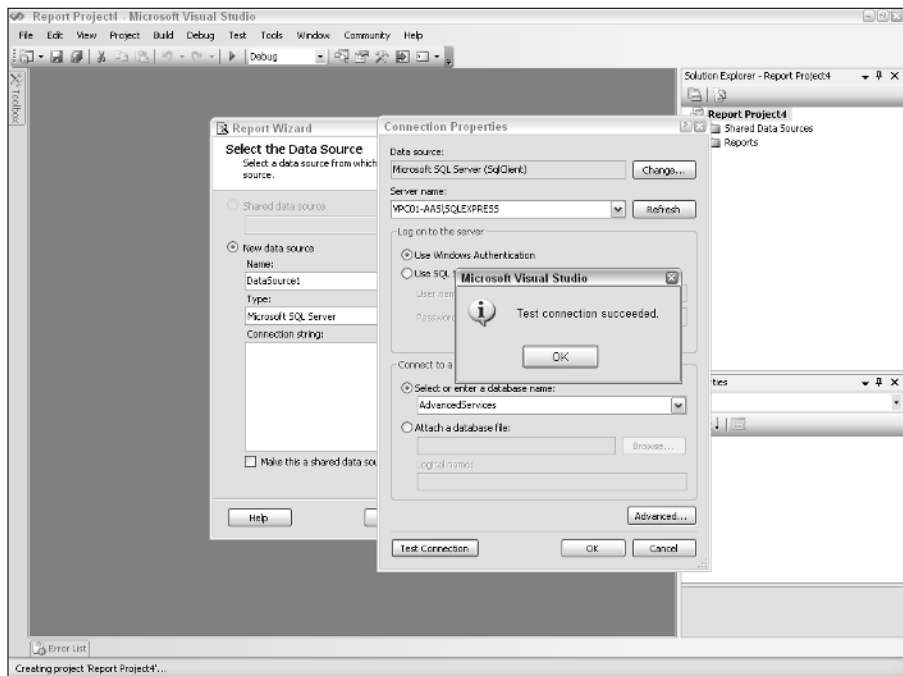 Report Project4 - Microsoft Visual Studio
File Edit View Project Build Debug Test Tools Window Community Help
Debug
Toolbox
Solution Explorer - Report Project4
Report Project4
Shared Data Sources
Reports
Report Wizard
Select the Data Source
Select a data source from which
source.
Shared data source
New data source
Name:
DataSource1
Type:
Microsoft SQL Server
Connection string:
Make this a shared data sou
Help
Connection Properties
Data source:
Microsoft SQL Server (SqlClient)
Change...
Server name:
VPC01-AAS\SQLEXPRESS
Refresh
Log on to the server
Use Windows Authentication
Use SQL S
User nam
Password
Microsoft Visual Studio
Test connection succeeded.
OK
Connect to a
Select or enter a database name:
AdvancedServices
Attach a database file:
Browse...
Logical name:
Advanced...
Test Connection
OK
Cancel
ties
Error List
Creating project 'Report Project4'...